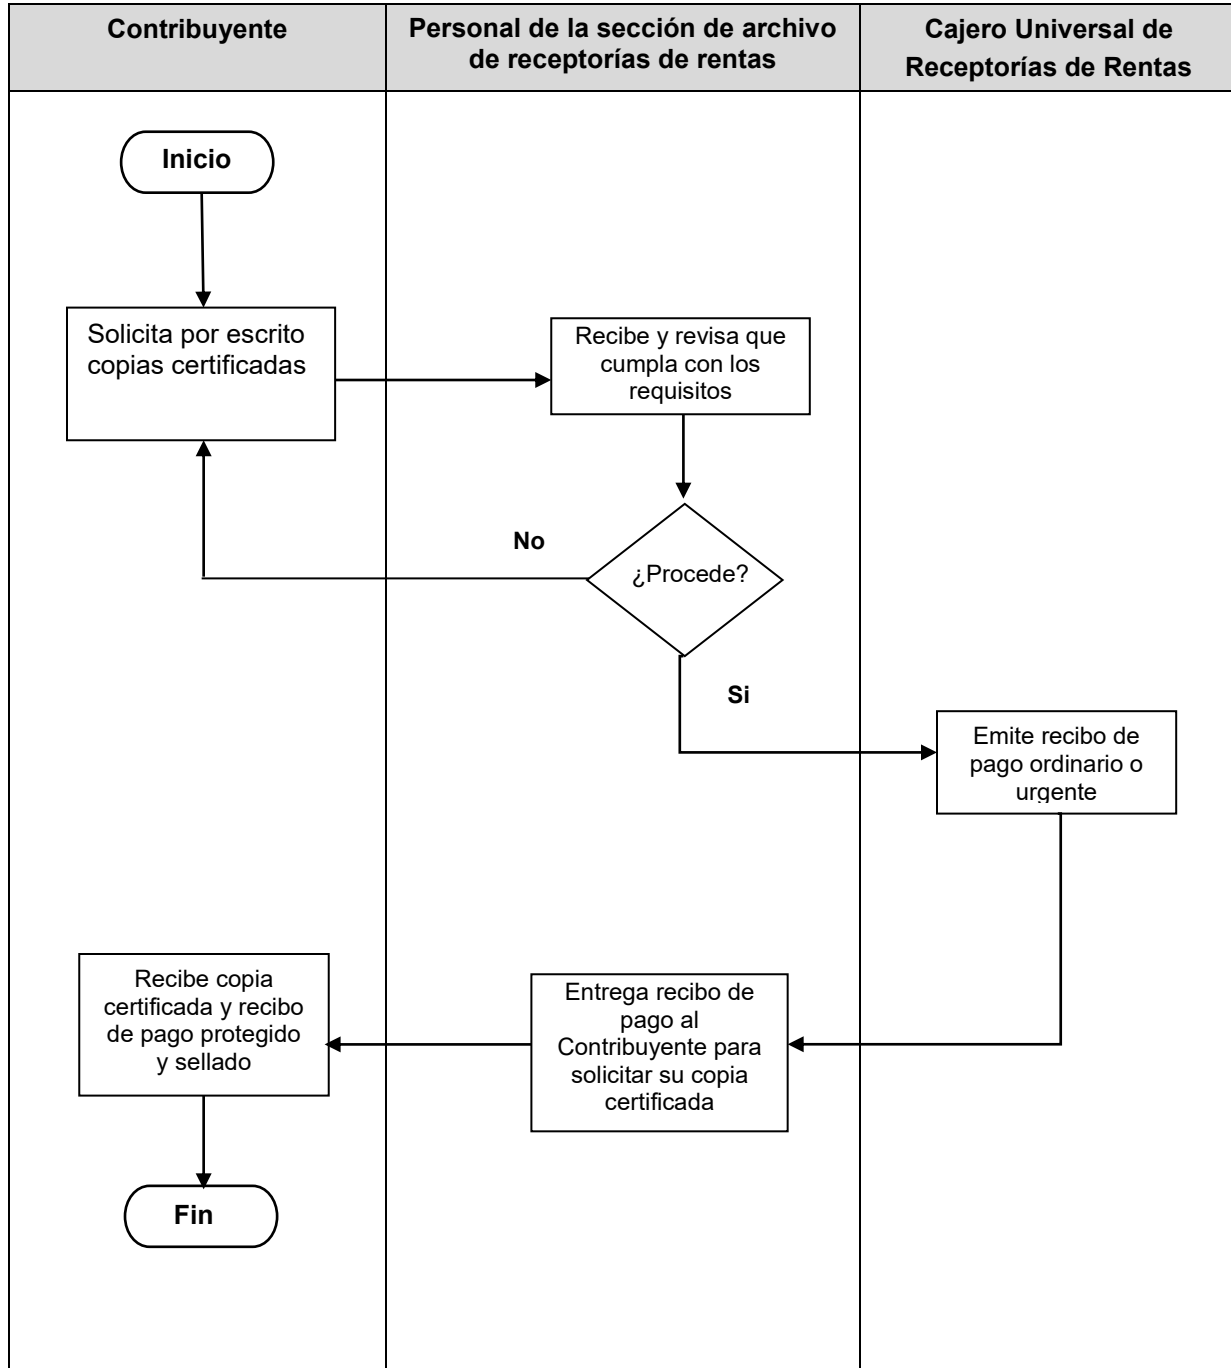 Contribuyente
Personal de la sección de archivo
de receptorías de rentas
Cajero Universal de
Receptorías de Rentas
Inicio
Solicita por escrito
copias certificadas
Recibe y revisa que
cumpla con los
requisitos
No
¿Procede?
Si
Emite recibo de
pago ordinario o
urgente
Recibe copia
certificada y recibo
de pago protegido
y sellado
Entrega recibo de
pago al
Contribuyente para
solicitar su copia
certificada
Fin